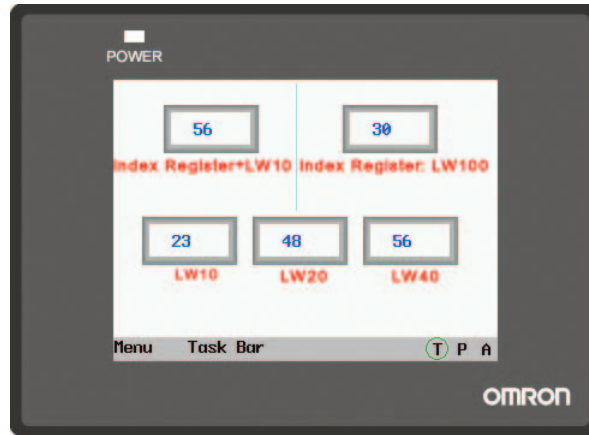 POWER
56
30
Index Register+LW10
Index Register: LW100
23
48
56
LW10
LW20
LW40
Menu
Task Bar
T P A
OMRON